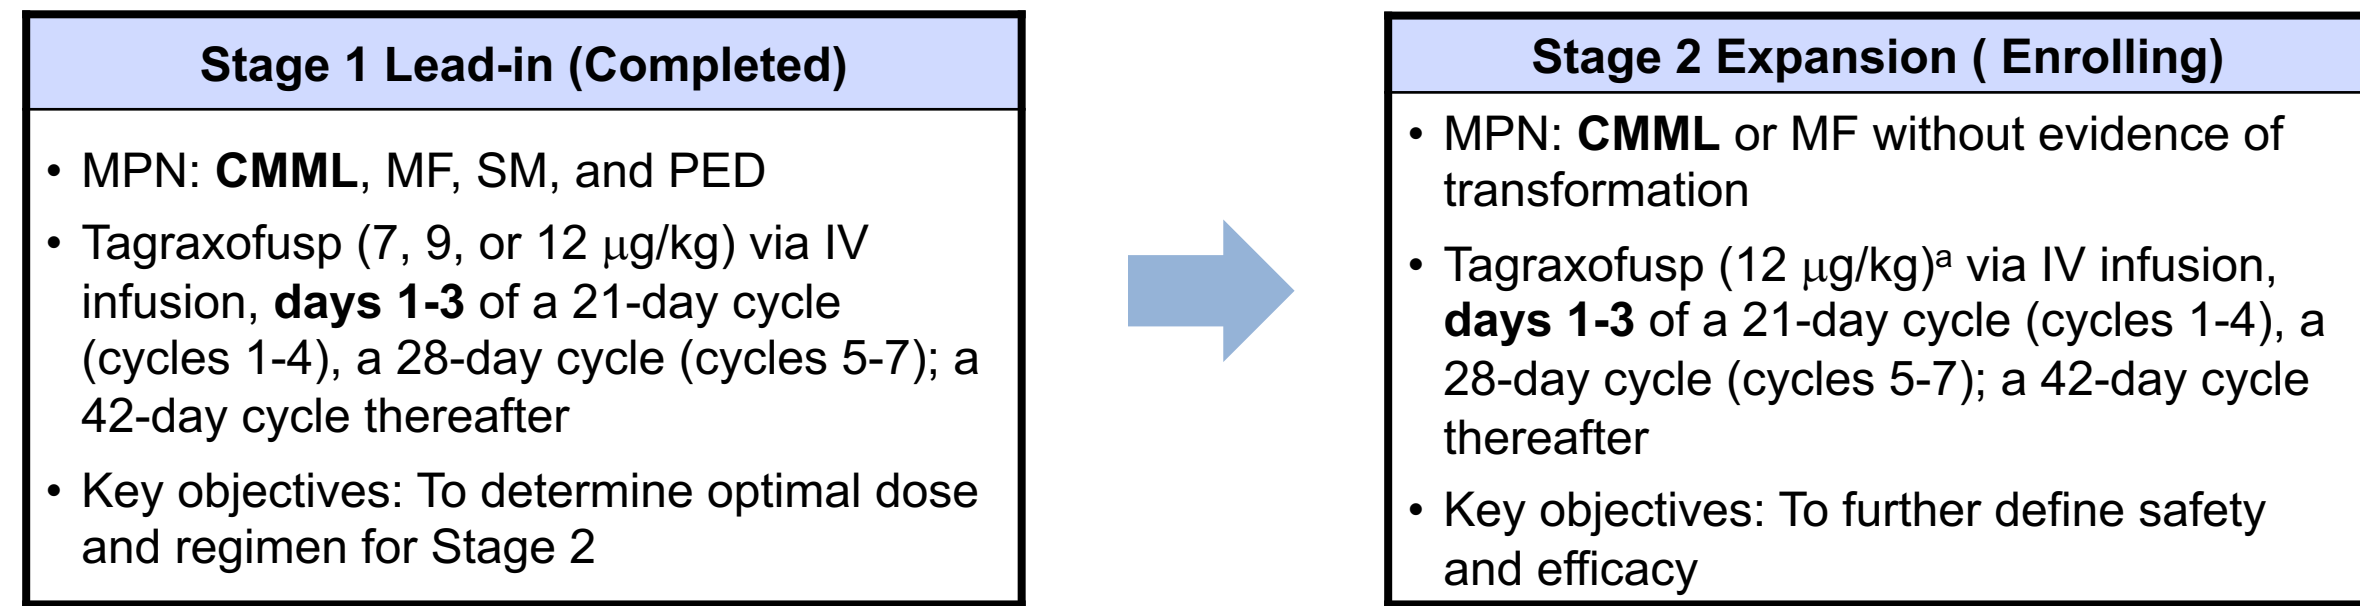 Stage 1 Lead-in (Completed)
• MPN: CMML, MF, SM, and PED
• Tagraxofusp (7, 9, or 12 μg/kg) via IV
infusion, days 1-3 of a 21-day cycle
(cycles 1-4), a 28-day cycle (cycles 5-7); a
42-day cycle thereafter
• Key objectives: To determine optimal dose
and regimen for Stage 2
Stage 2 Expansion ( Enrolling)
• MPN: CMML or MF without evidence of
transformation
• Tagraxofusp (12 μg/kg)ᵃ via IV infusion,
days 1-3 of a 21-day cycle (cycles 1-4), a
28-day cycle (cycles 5-7); a 42-day cycle
thereafter
• Key objectives: To further define safety
and efficacy